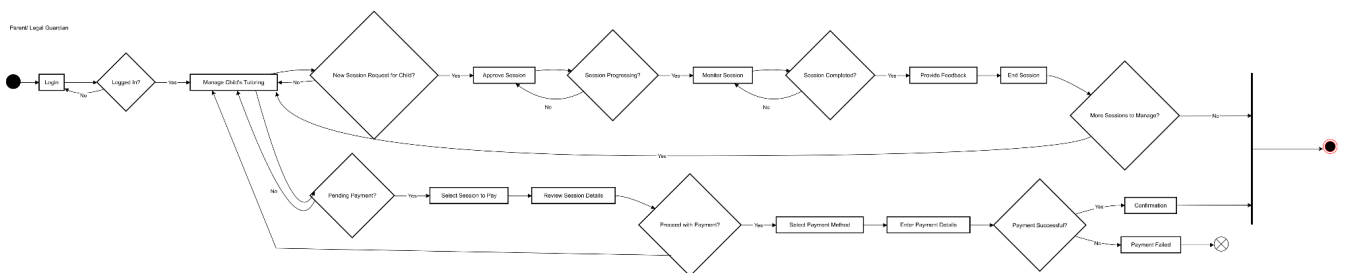 Parent/ Legal Guardian
Login
Logged In?
Yes
No
Manage Child's Tutoring
New Session Request for Child?
No
Yes
Approve Session
Session Progressing?
No
Yes
Monitor Session
Session Completed?
No
Yes
Provide Feedback
End Session
More Sessions to Manage?
No
Yes
No
Pending Payment?
Yes
Select Session to Pay
Review Session Details
Proceed with Payment?
Yes
Select Payment Method
Enter Payment Details
Payment Successful?
Yes
Confirmation
No
Payment Failed